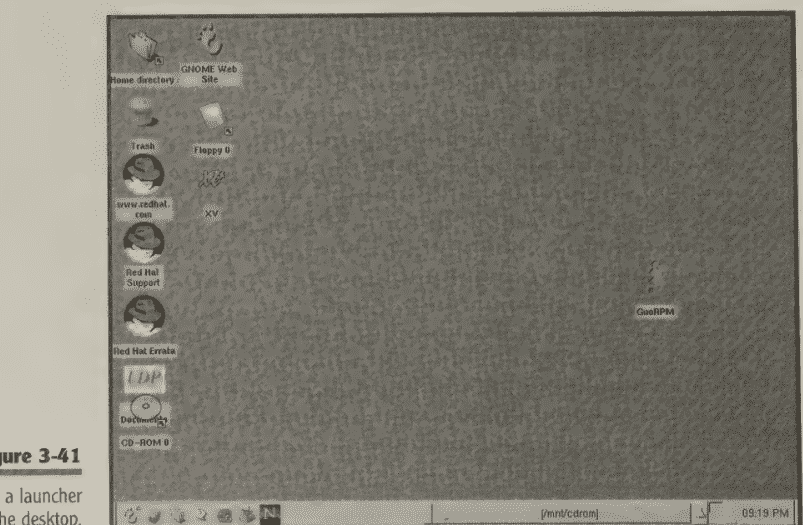 Home directory
GNOME Web
Site
Trash
Floppy 0
www.redhat.
com
XV
Red Hat
Support
GnoRPM
Red Hat Errata
LDP
Documents
CD-ROM 0
gure 3-41
a launcher
he desktop.
N
[/mnt/cdrom]
09:19 PM